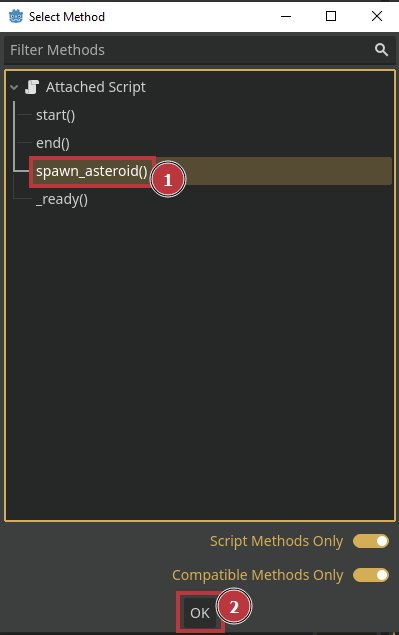 Select Method
Filter Methods
Attached Script
start()
end()
spawn_asteroid()
1
_ready()
Script Methods Only
Compatible Methods Only
OK
2